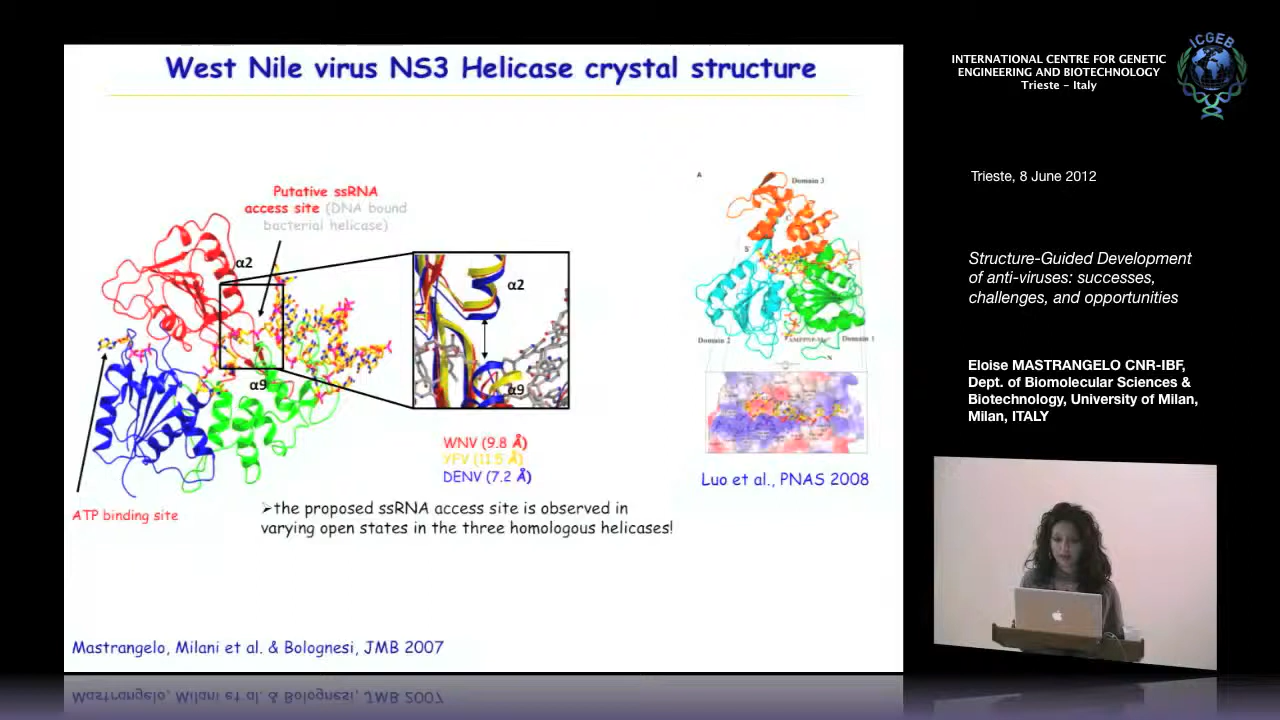 West Nile virus NS3 Helicase crystal structure
Putative ssRNA
access site (DNA bound
bacterial helicase)
α2
α9
α2
α9
WNV (9.8 Å)
YFV (11.5 Å)
DENV (7.2 Å)
ATP binding site
➢the proposed ssRNA access site is observed in
varying open states in the three homologous helicases!
A
Domain 3
5'
Domain 2
Domain 1
N
Luo et al., PNAS 2008
Mastrangelo, Milani et al. & Bolognesi, JMB 2007
INTERNATIONAL CENTRE FOR GENETIC
ENGINEERING AND BIOTECHNOLOGY
Trieste - Italy
ICGEB
Trieste, 8 June 2012
Structure-Guided Development
of anti-viruses: successes,
challenges, and opportunities
Eloise MASTRANGELO CNR-IBF,
Dept. of Biomolecular Sciences &
Biotechnology, University of Milan,
Milan, ITALY